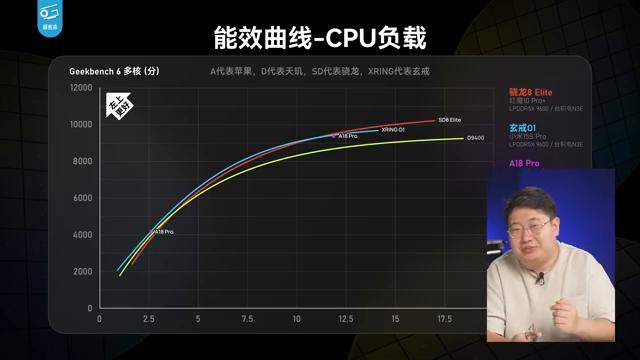 能效曲线-CPU负载
Geekbench 6 多核 (分)
A代表苹果，D代表天玑，SD代表骁龙，XRING代表玄戒
左上更好
12000
10000
8000
6000
4000
2000
0
0 2.5 5 7.5 10 12.5 15 17.5
SD8 Elite
XRING O1
A18 Pro
D9400
A18 Pro
骁龙8 Elite
红魔10 Pro+
LPDDR5X 9600 / 台积电N3E
玄戒O1
小米15S Pro
LPDDR5X 9600 / 台积电N3E
A18 Pro